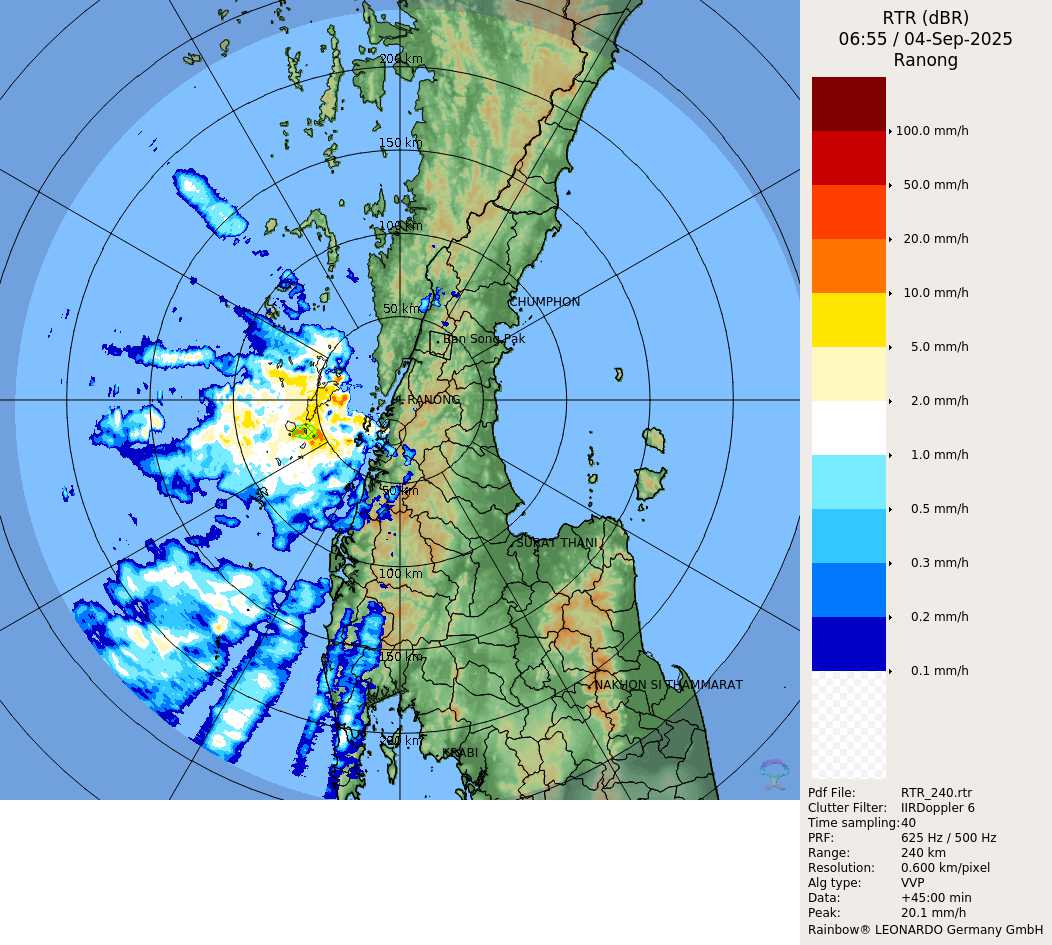 RTR (dBR)
06:55 / 04-Sep-2025
Ranong
100.0 mm/h
50.0 mm/h
20.0 mm/h
10.0 mm/h
5.0 mm/h
2.0 mm/h
1.0 mm/h
0.5 mm/h
0.3 mm/h
0.2 mm/h
0.1 mm/h
200 km
150 km
100 km
50 km
CHUMPHON
Ban Song Pak
RANONG
50 km
SURAT THANI
100 km
150 km
NAKHON SI THAMMARAT
200 km
KRABI
Pdf File: RTR_240.rtr
Clutter Filter: IIRDoppler 6
Time sampling: 40
PRF: 625 Hz / 500 Hz
Range: 240 km
Resolution: 0.600 km/pixel
Alg type: VVP
Data: +45:00 min
Peak: 20.1 mm/h
Rainbow® LEONARDO Germany GmbH